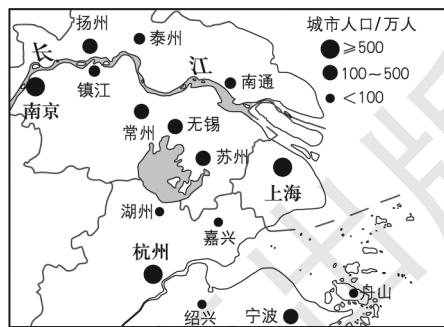 城市人口/万人
≥500
100～500
<100
扬州
泰州
长
江
镇江
南通
南京
常州
无锡
苏州
上海
湖州
嘉兴
杭州
舟山
绍兴
宁波